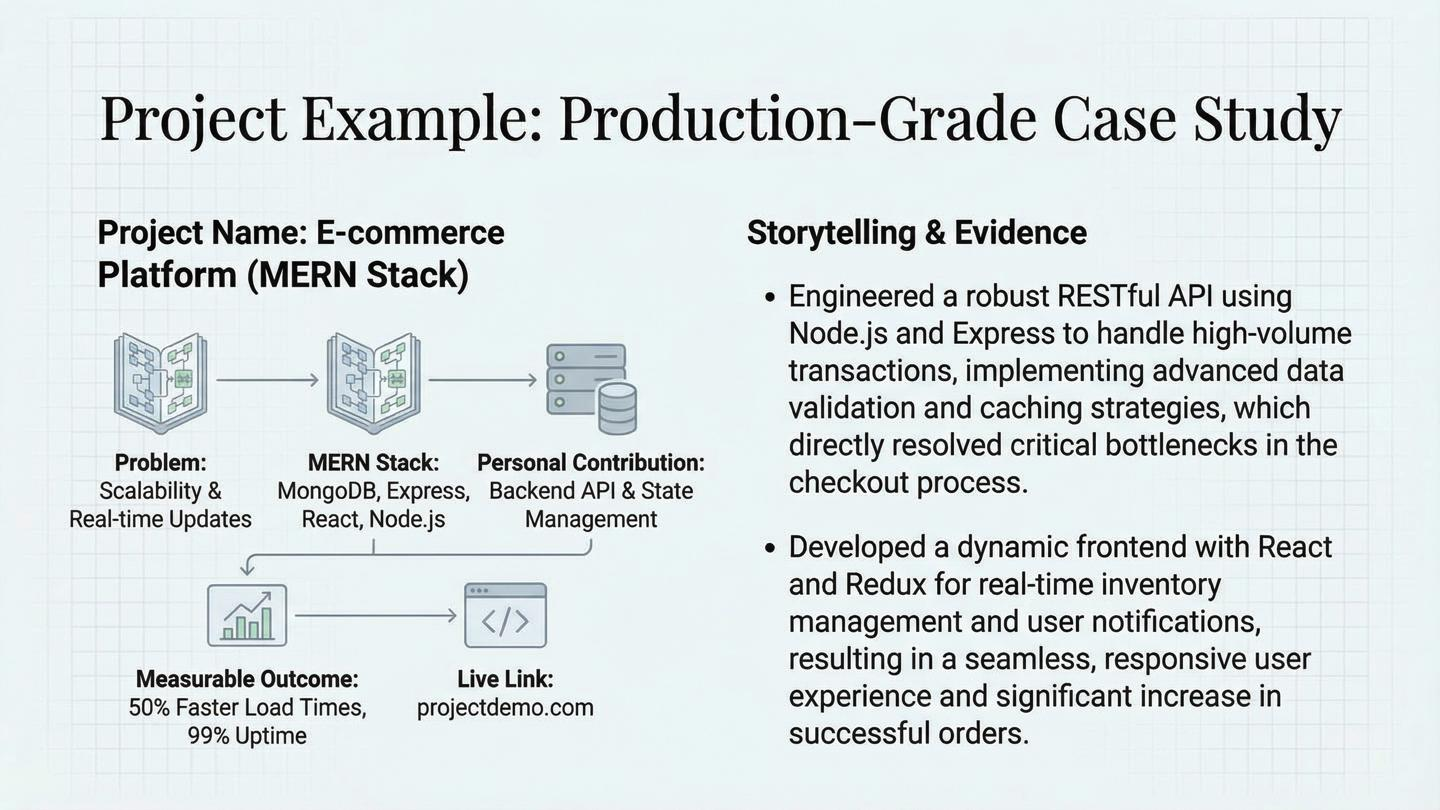 Project Example: Production-Grade Case Study
Project Name: E-commerce
Platform (MERN Stack)
Problem:
Scalability &
Real-time Updates
MERN Stack:
MongoDB, Express,
React, Node.js
Personal Contribution:
Backend API & State
Management
Measurable Outcome:
50% Faster Load Times,
99% Uptime
</>
Live Link:
projectdemo.com
Storytelling & Evidence
• Engineered a robust RESTful API using
Node.js and Express to handle high-volume
transactions, implementing advanced data
validation and caching strategies, which
directly resolved critical bottlenecks in the
checkout process.
• Developed a dynamic frontend with React
and Redux for real-time inventory
management and user notifications,
resulting in a seamless, responsive user
experience and significant increase in
successful orders.